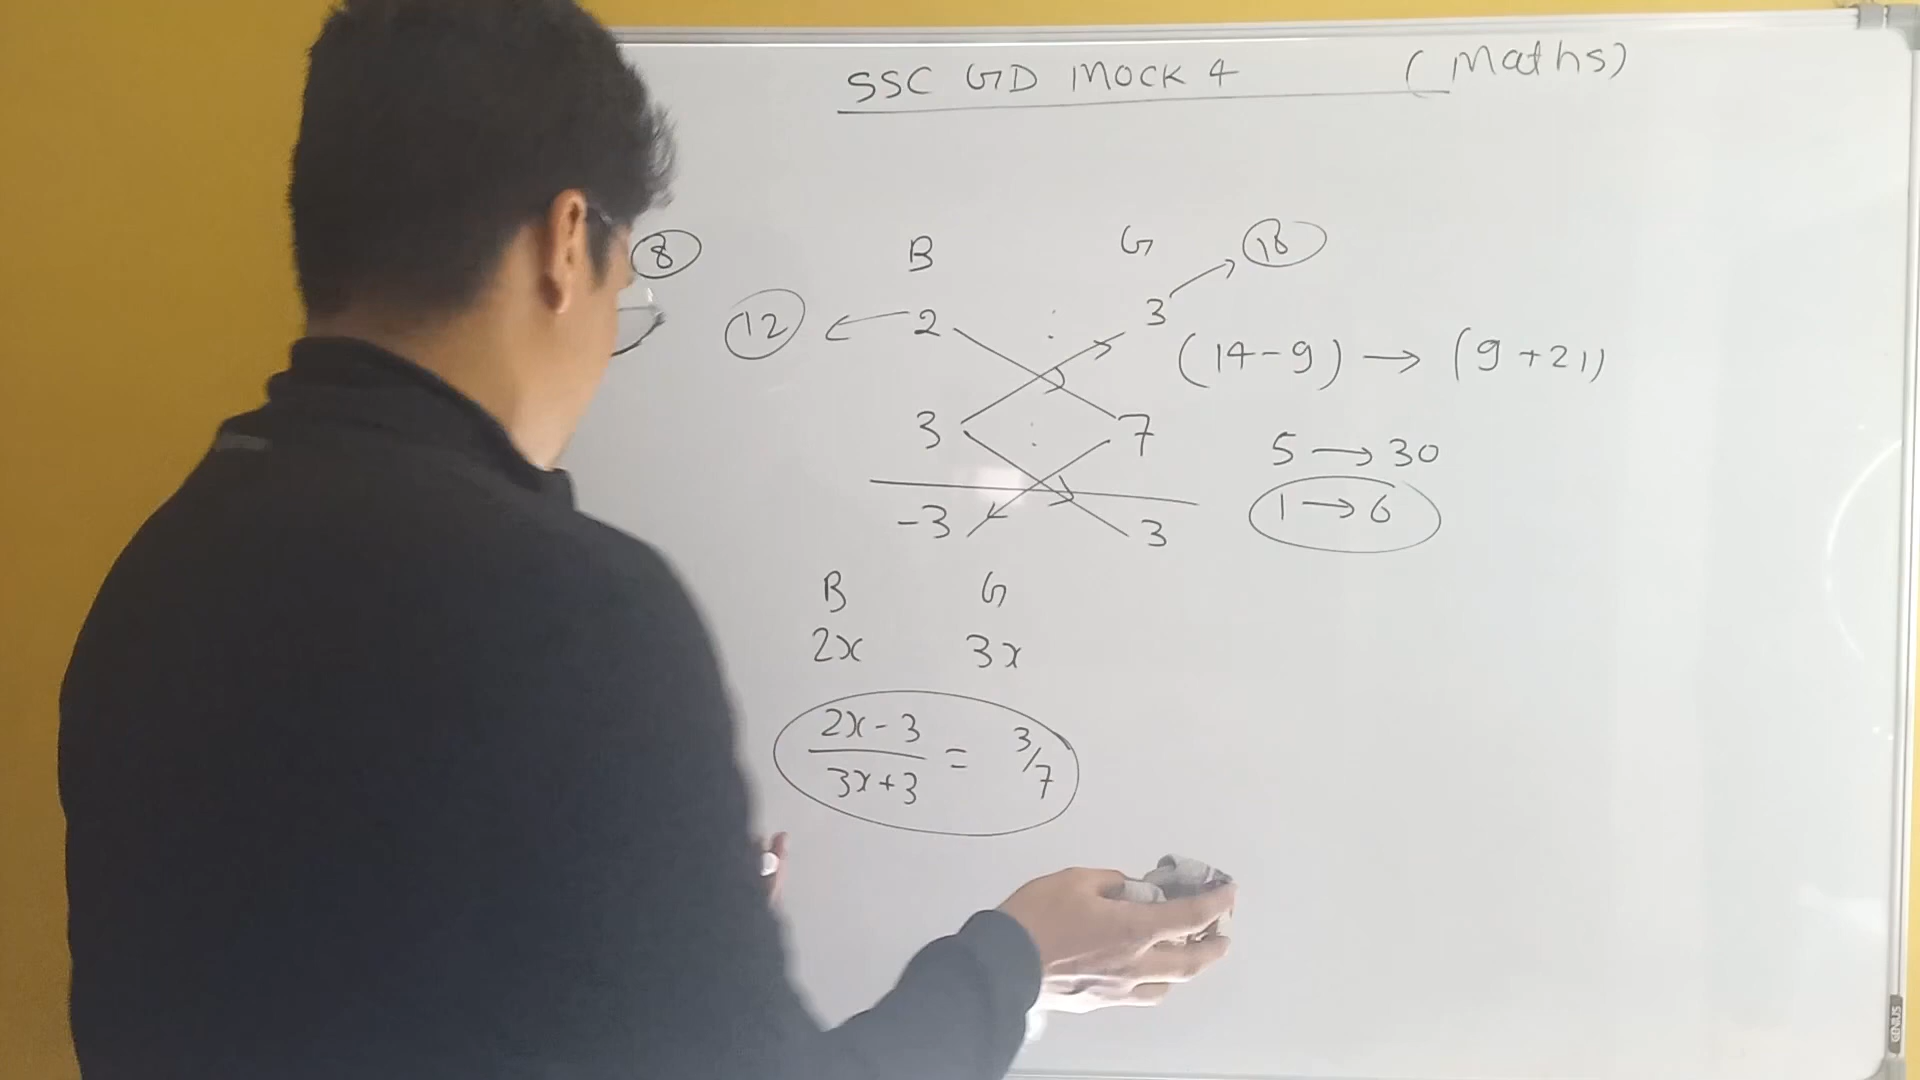 SSC GD MOCK 4 (Maths)
8
B G 18
12 2 : 3
(14-9) → (9+21)
3 : 7
5 → 30
-3 3
1 → 6
B G
2x 3x
2x-3
3x+3
= 3/7
GENIUS